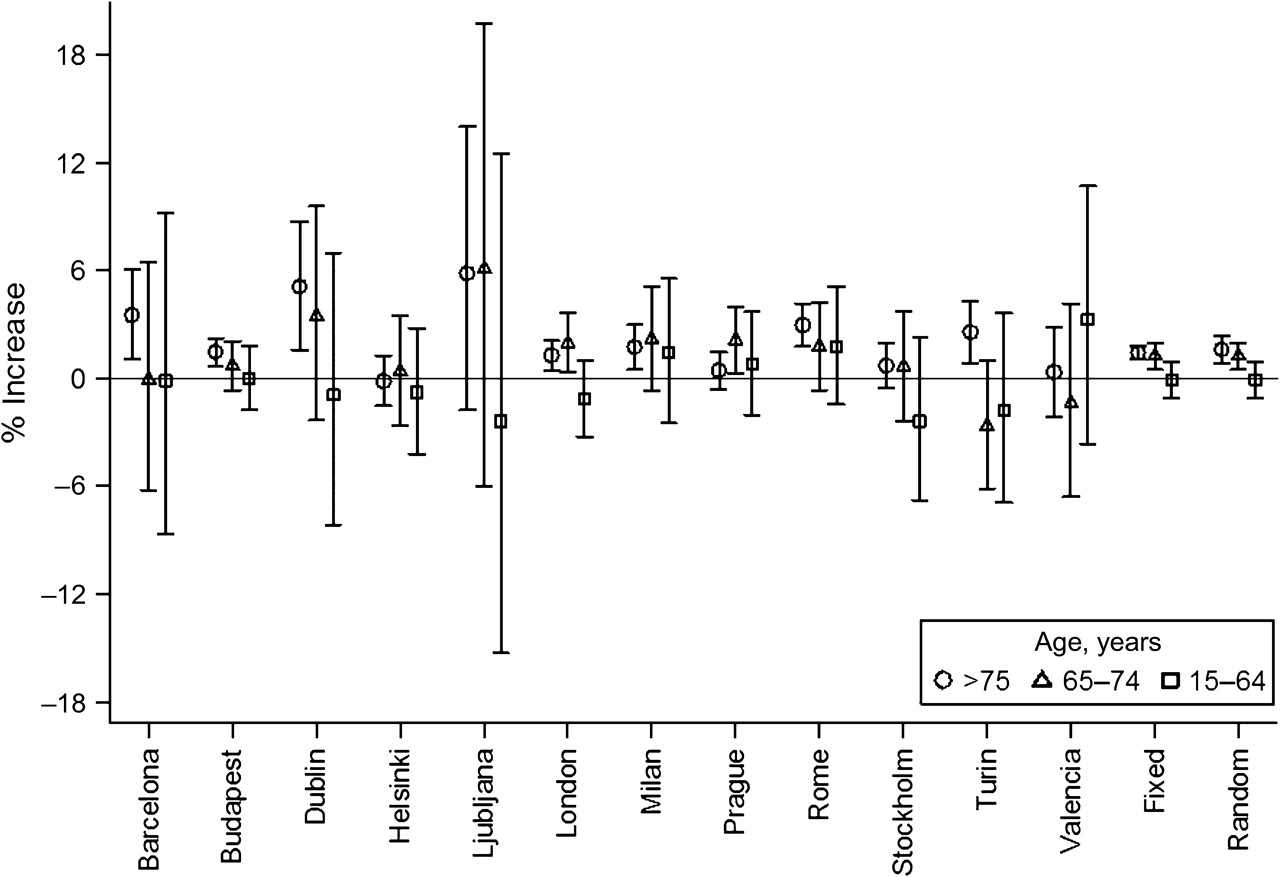 % Increase
18
12
6
0
–6
–12
–18
Age, years
>75 65–74 15–64
Barcelona
Budapest
Dublin
Helsinki
Ljubljana
London
Milan
Prague
Rome
Stockholm
Turin
Valencia
Fixed
Random